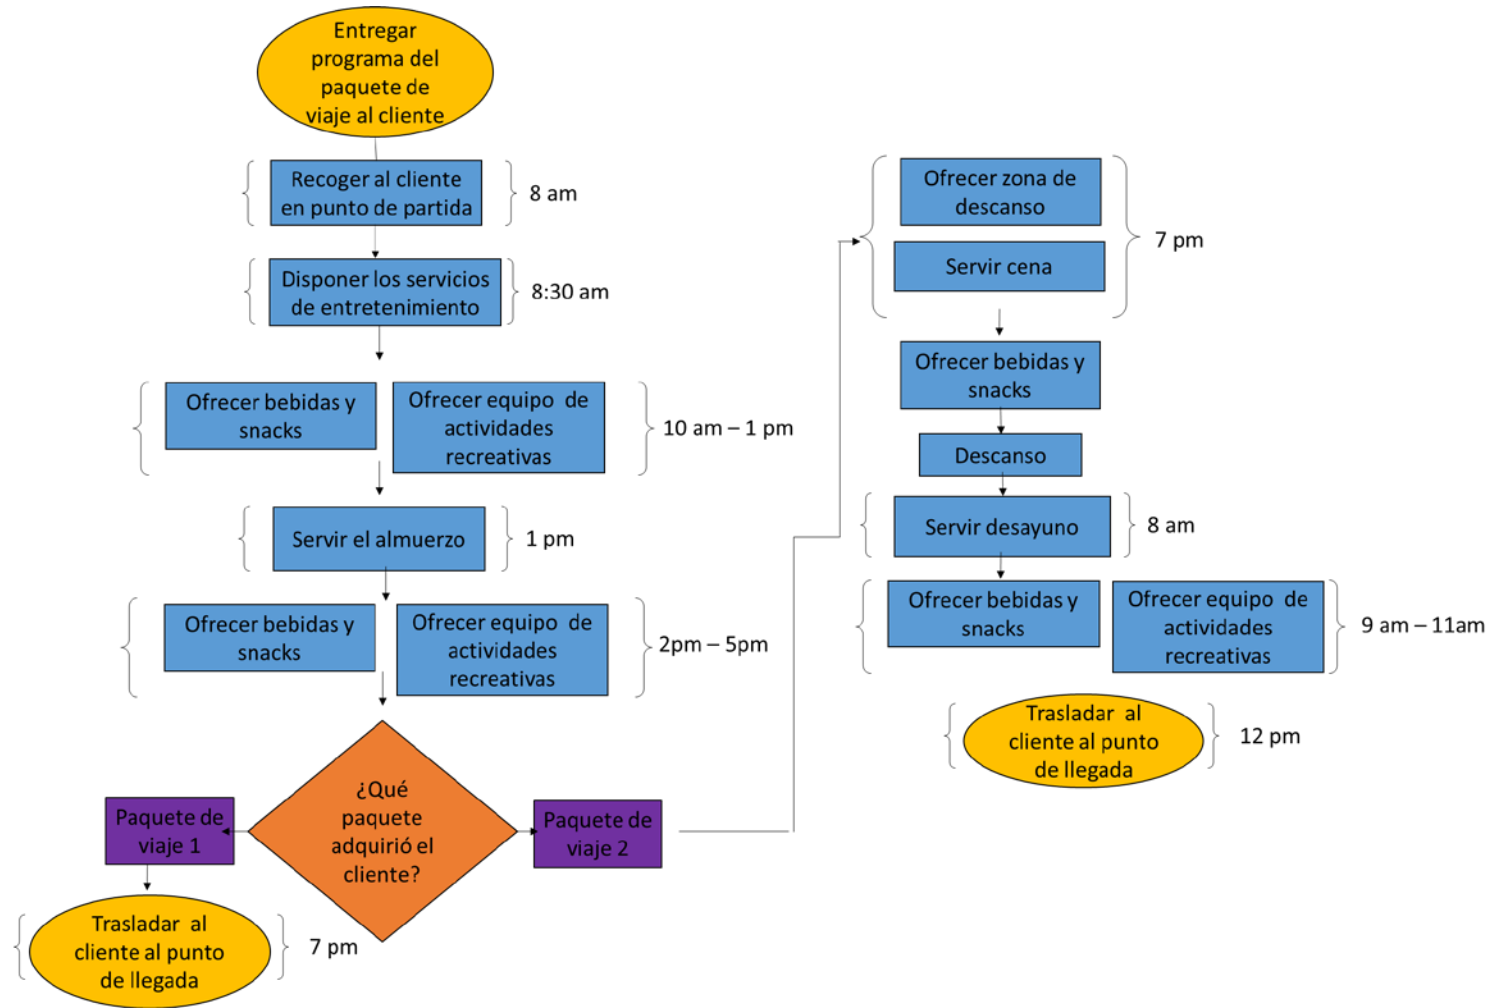 Entregar
programa del
paquete de
viaje al cliente
Recoger al cliente
en punto de partida
8 am
Disponer los servicios
de entretenimiento
8:30 am
Ofrecer bebidas y
snacks
Ofrecer equipo de
actividades
recreativas
10 am – 1 pm
Servir el almuerzo
1 pm
Ofrecer bebidas y
snacks
Ofrecer equipo de
actividades
recreativas
2pm – 5pm
¿Qué
paquete
adquirió el
cliente?
Paquete de
viaje 1
Paquete de
viaje 2
Trasladar al
cliente al punto
de llegada
7 pm
Ofrecer zona de
descanso
Servir cena
7 pm
Ofrecer bebidas y
snacks
Descanso
Servir desayuno
8 am
Ofrecer bebidas y
snacks
Ofrecer equipo de
actividades
recreativas
9 am – 11am
Trasladar al
cliente al punto
de llegada
12 pm